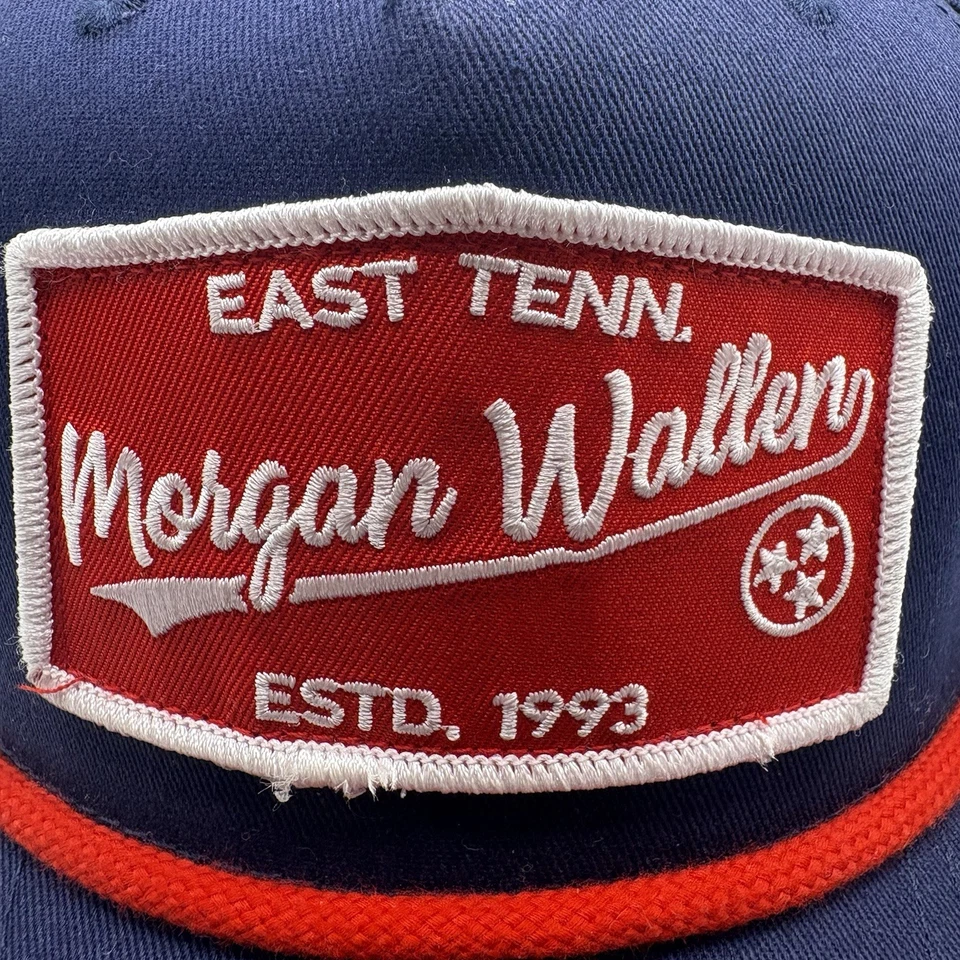 EAST TENN.
Morgan Wallen
ESTD. 1993